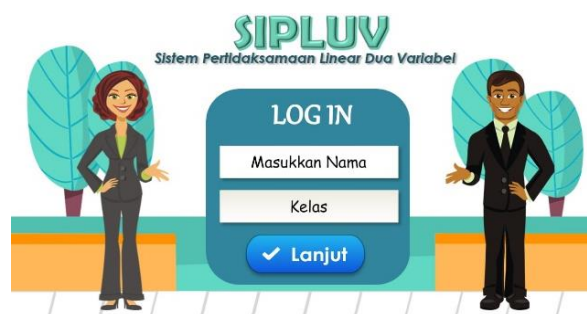 SIPLUV
Sistem Pertidaksamaan Linear Dua Variabel
LOG IN
Masukkan Nama
Kelas
Lanjut